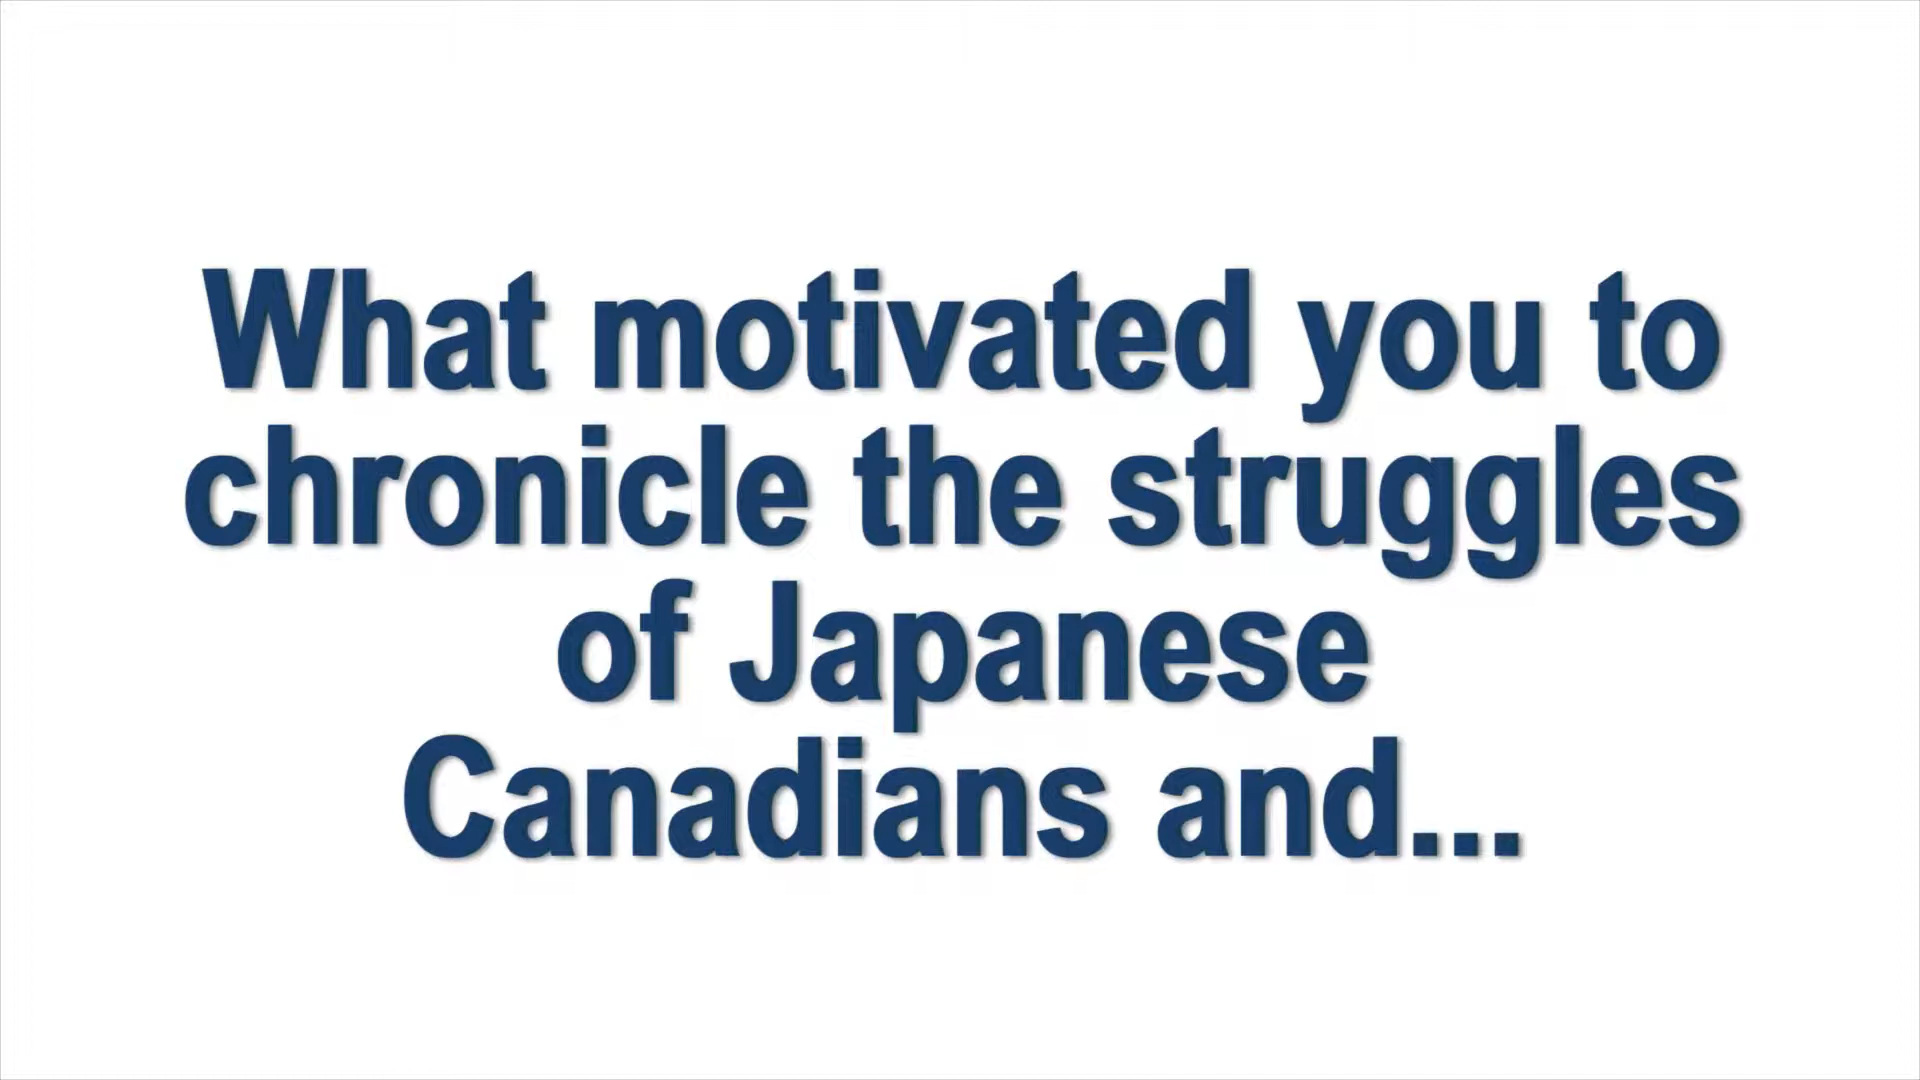 What motivated you to
chronicle the struggles
of Japanese
Canadians and...